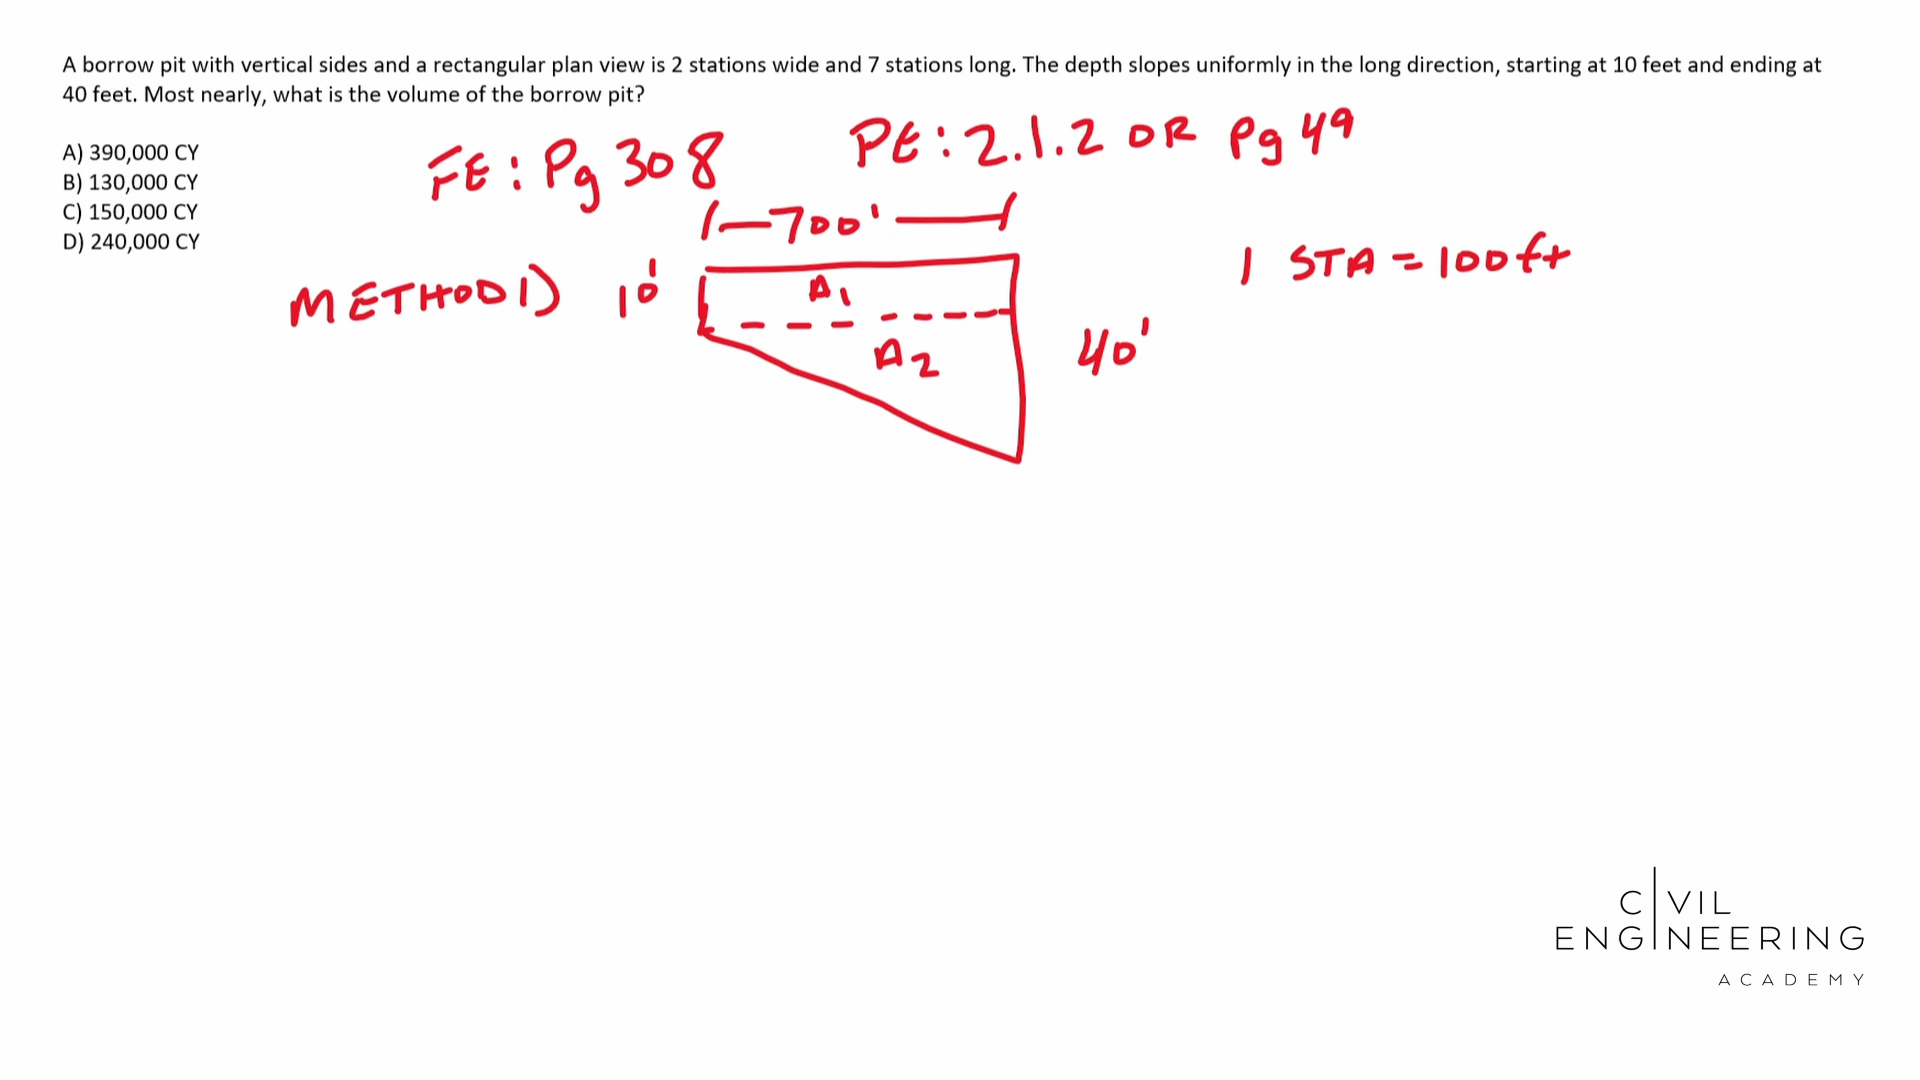 A borrow pit with vertical sides and a rectangular plan view is 2 stations wide and 7 stations long. The depth slopes uniformly in the long direction, starting at 10 feet and ending at
40 feet. Most nearly, what is the volume of the borrow pit?
A) 390,000 CY
B) 130,000 CY
C) 150,000 CY
D) 240,000 CY
FE: Pg 308
PE: 2.1.2 OR Pg 49
700'
1 STA = 100ft
METHOD 1) 10'
A1
A2
40'
CIVIL
ENGINEERING
ACADEMY